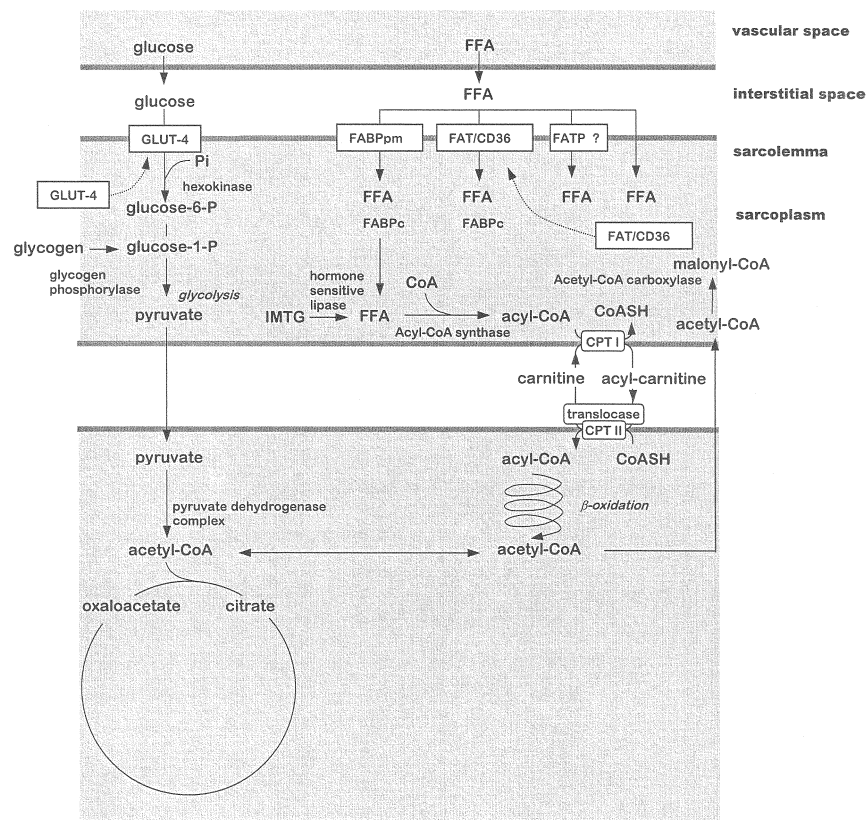 vascular space
glucose
FFA
interstitial space
glucose
FFA
sarcolemma
GLUT-4
FABPpm
FAT/CD36
FATP ?
Pi
hexokinase
GLUT-4
glucose-6-P
FFA
FFA
FFA
FFA
sarcoplasm
FABPc
FABPc
FAT/CD36
glycogen
glucose-1-P
malonyl-CoA
glycogen
phosphorylase
glycolysis
hormone
sensitive
lipase
CoA
Acetyl-CoA carboxylase
pyruvate
IMTG
FFA
Acyl-CoA synthase
acyl-CoA
CoASH
acetyl-CoA
CPT I
carnitine
acyl-carnitine
translocase
CPT II
pyruvate
acyl-CoA
CoASH
pyruvate dehydrogenase
complex
β-oxidation
acetyl-CoA
acetyl-CoA
oxaloacetate
citrate